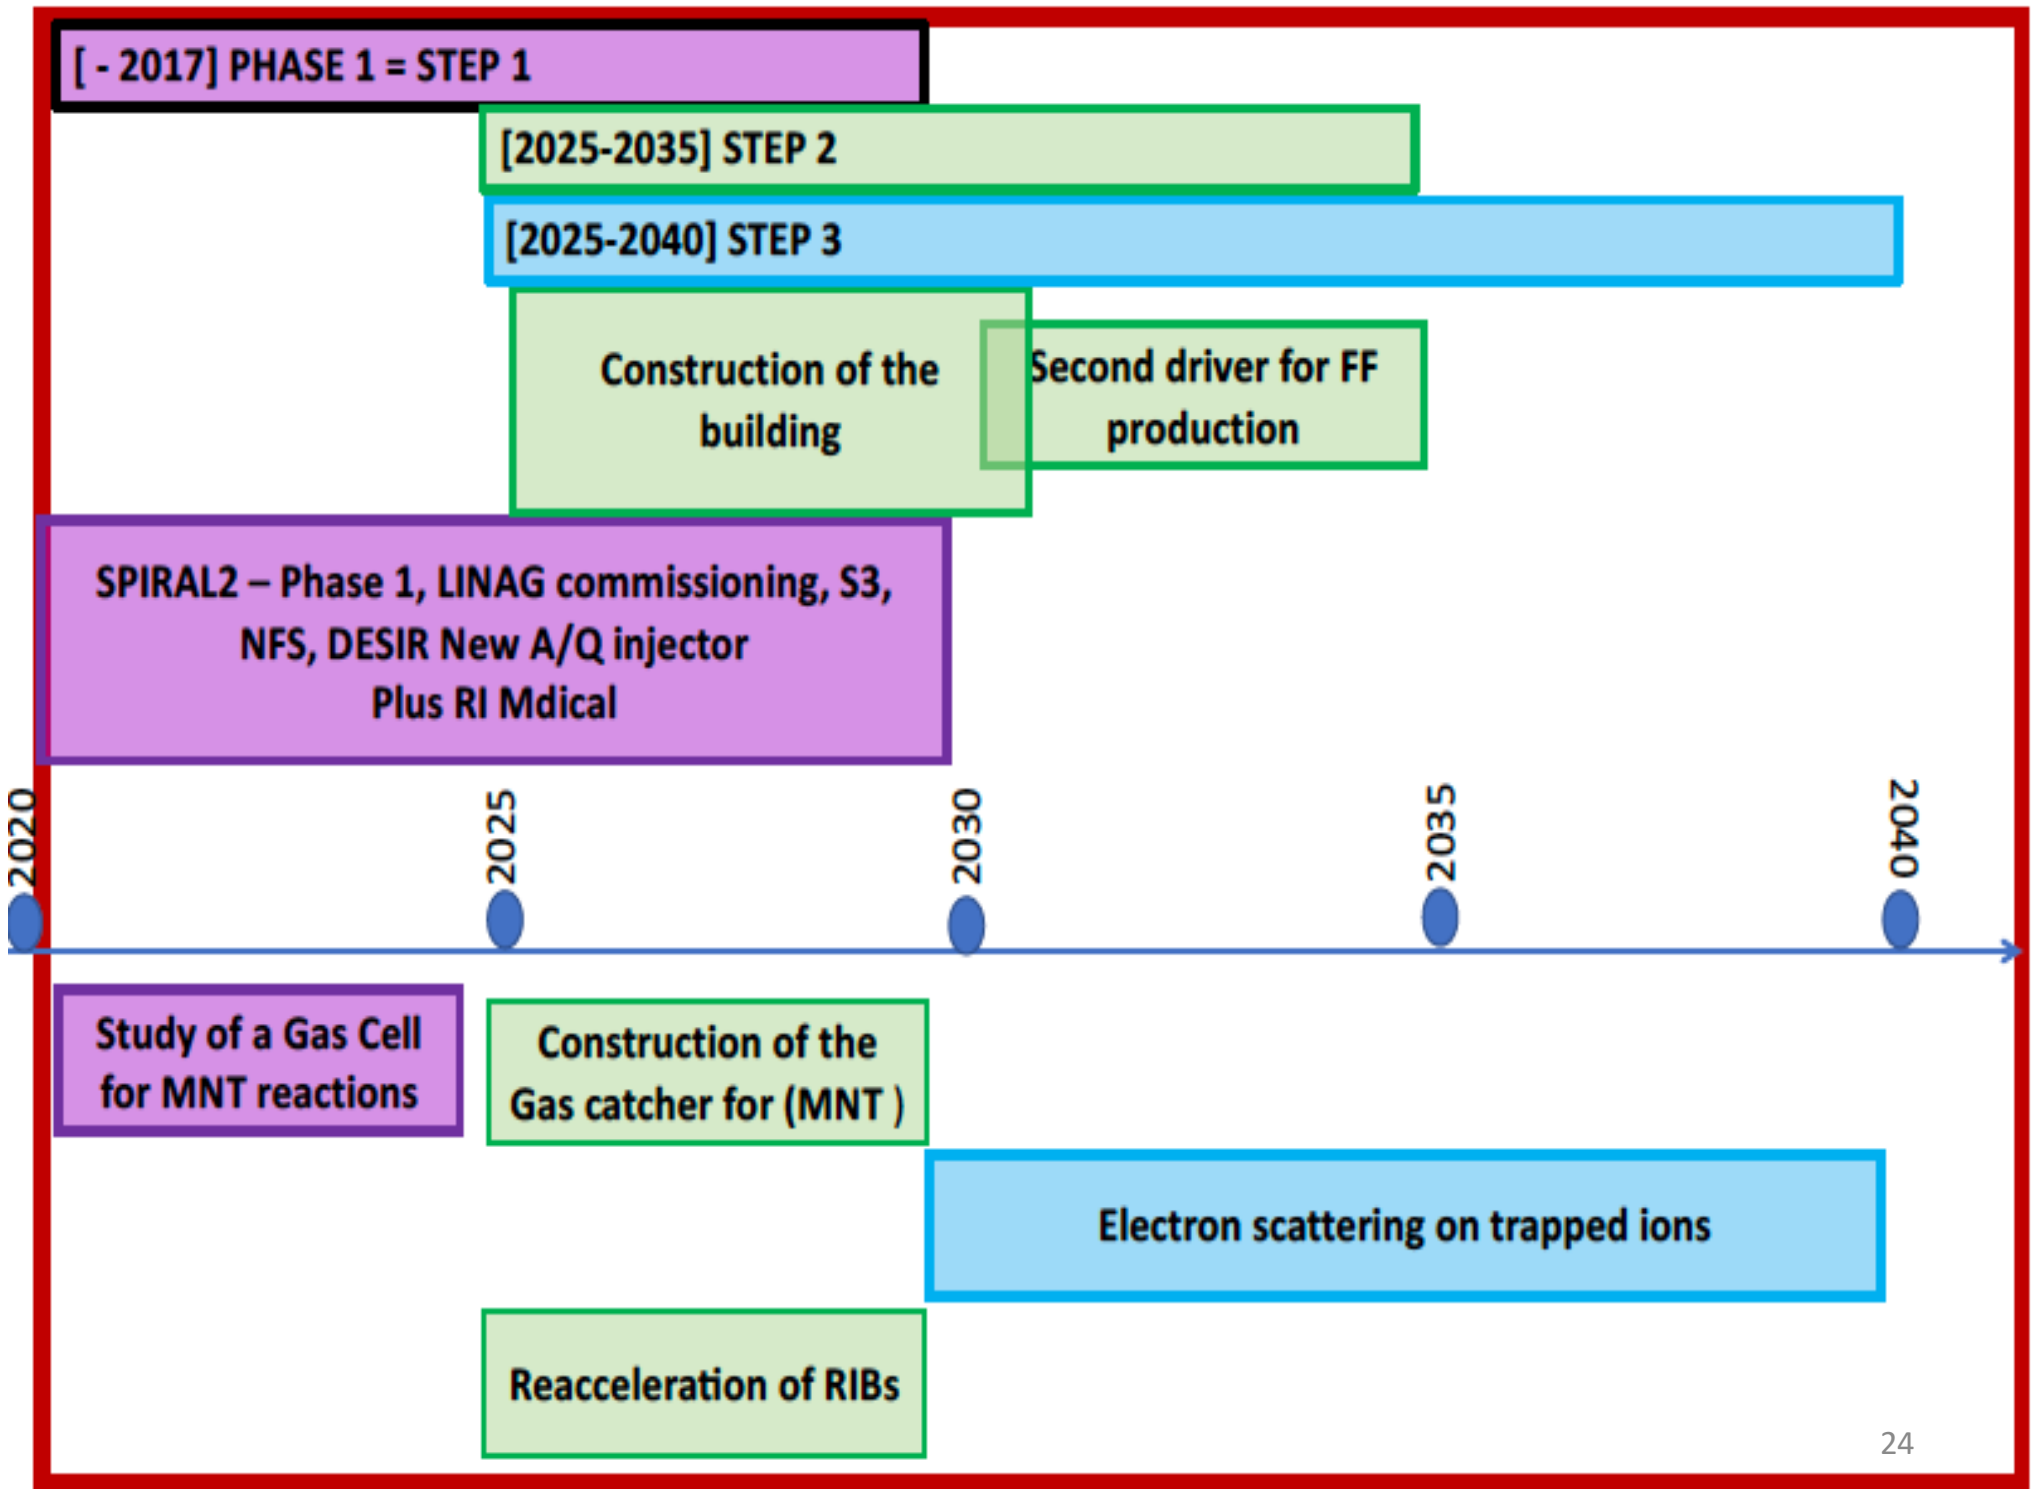 [ - 2017] PHASE 1 = STEP 1
[2025-2035] STEP 2
[2025-2040] STEP 3
Construction of the
building
Second driver for FF
production
SPIRAL2 – Phase 1, LINAG commissioning, S3,
NFS, DESIR New A/Q injector
Plus RI Mdical
2020
2025
2030
2035
2040
Study of a Gas Cell
for MNT reactions
Construction of the
Gas catcher for (MNT )
Electron scattering on trapped ions
Reacceleration of RIBs
24